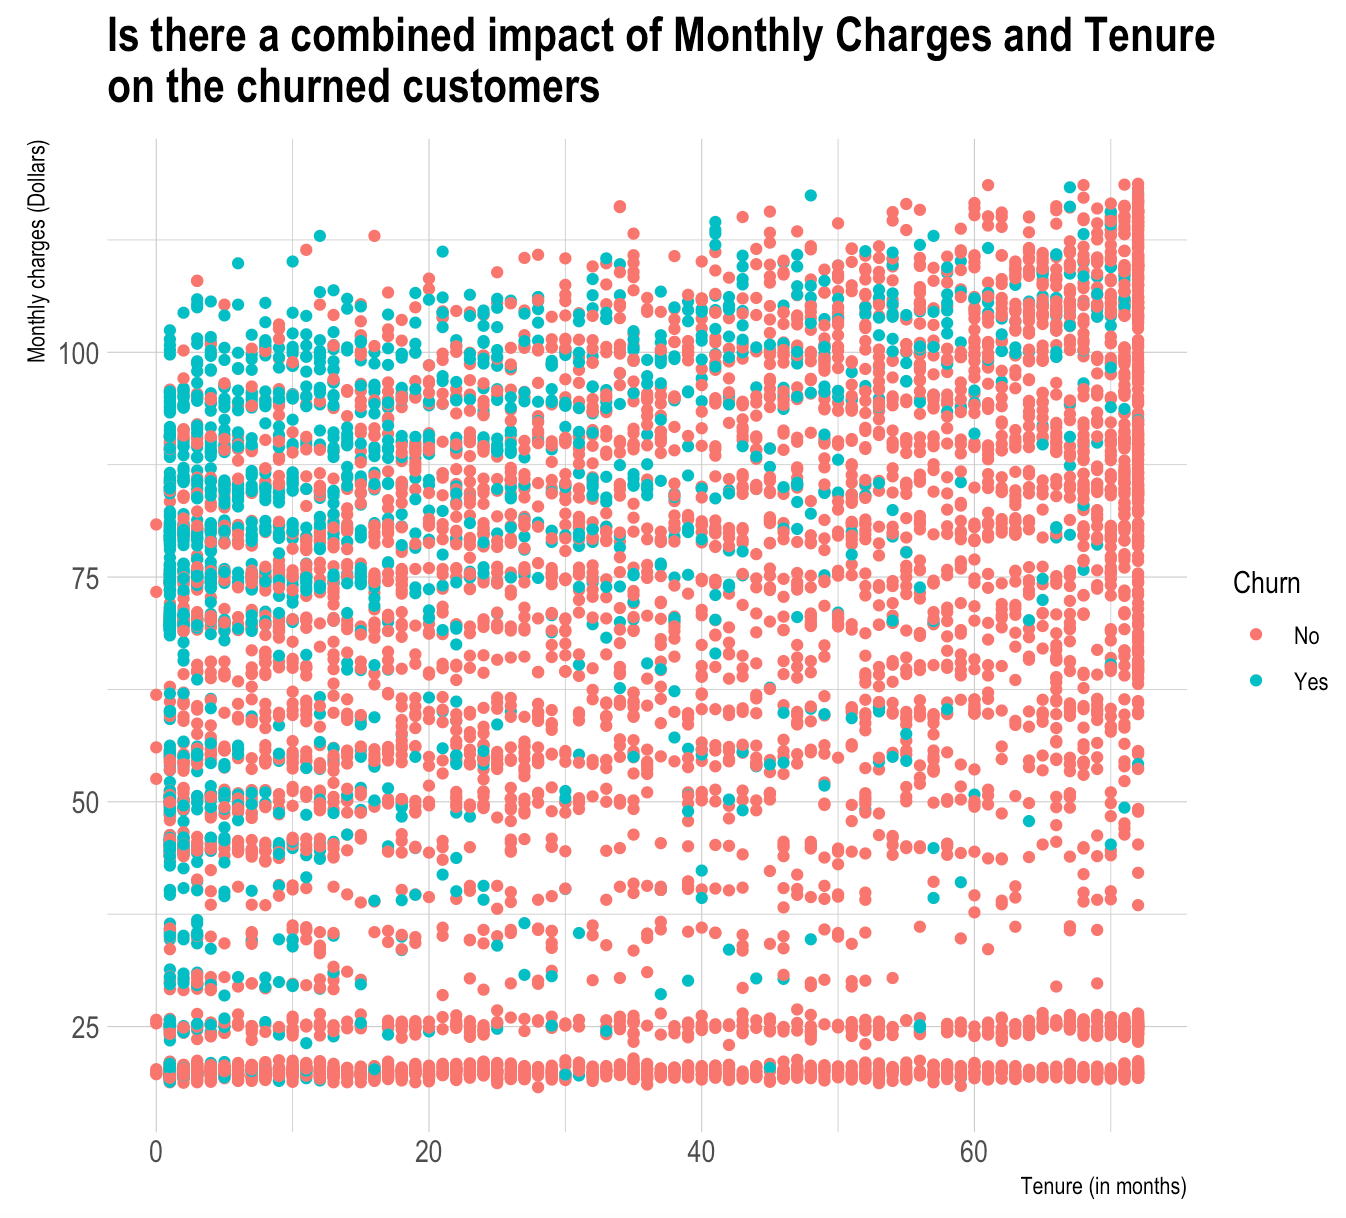 Is there a combined impact of Monthly Charges and Tenure
on the churned customers
Monthly charges (Dollars)
100
75
50
25
0
20
40
60
Tenure (in months)
Churn
No
Yes